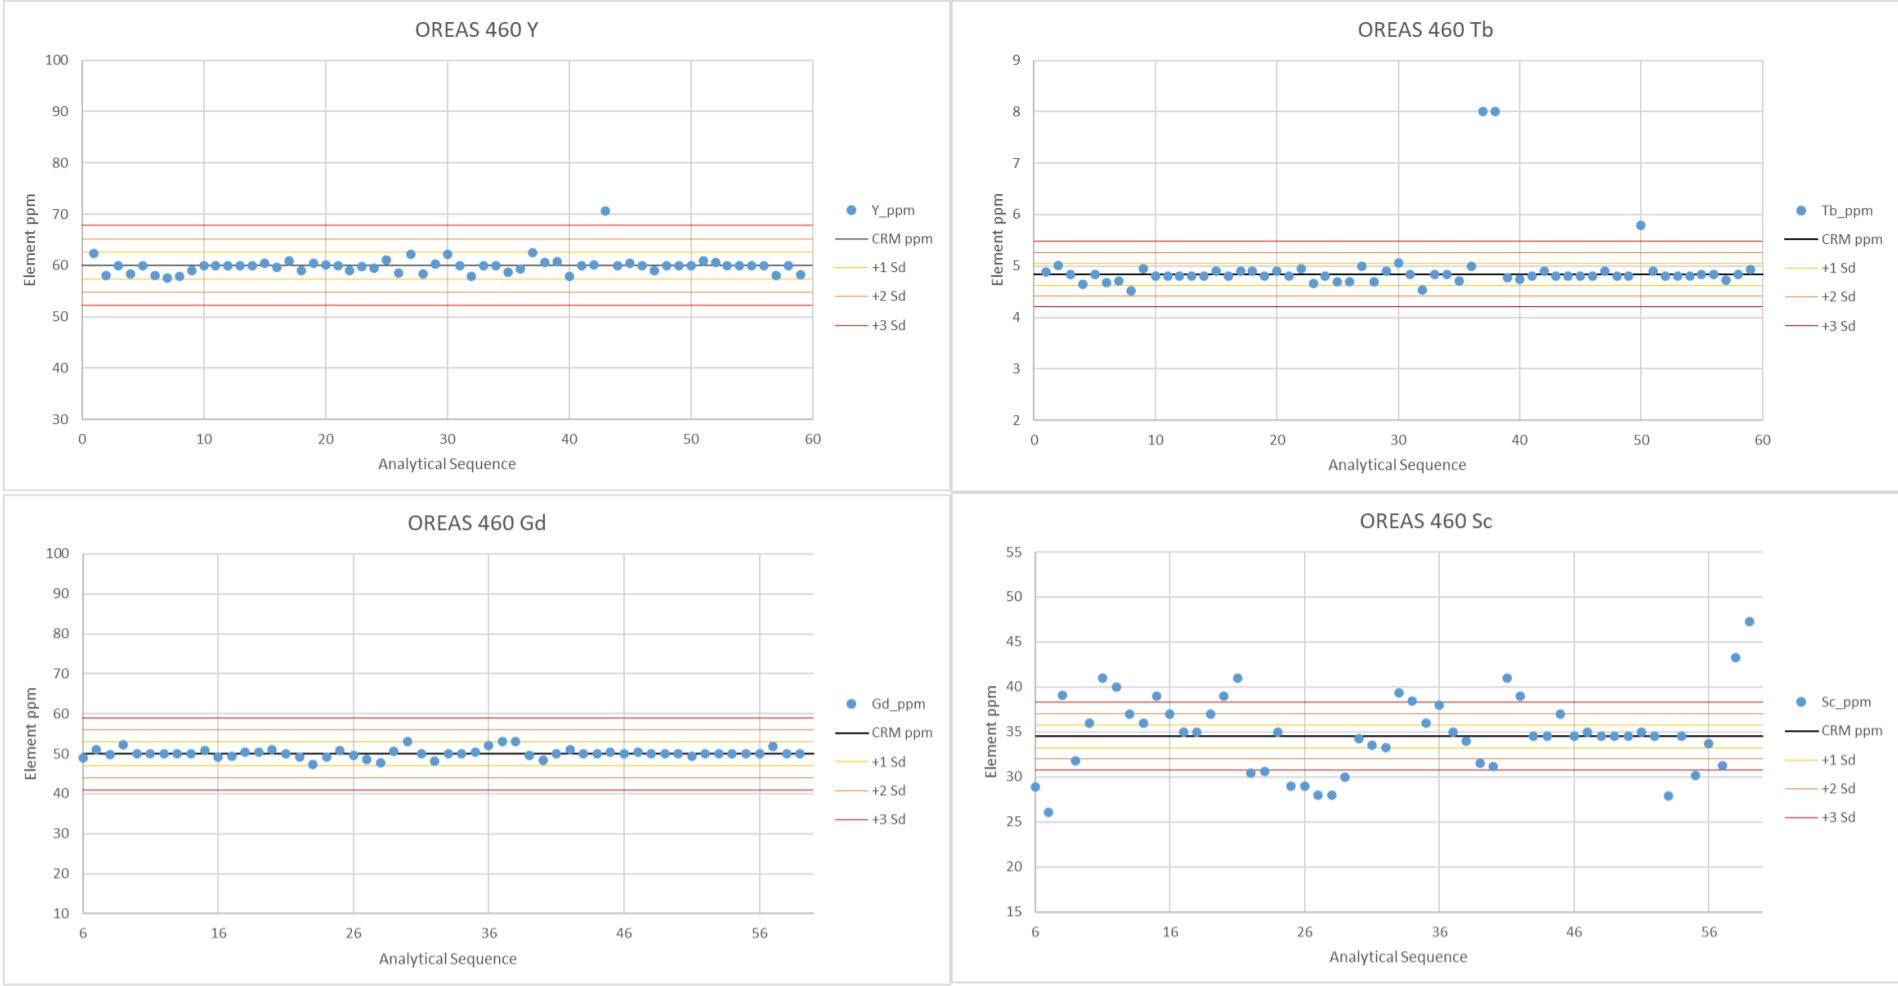 OREAS 460 Y
100
90
80
70
60
50
40
30
0 10 20 30 40 50 60
Element ppm
Analytical Sequence
Y_ppm
CRM ppm
+1 Sd
+2 Sd
+3 Sd
OREAS 460 Tb
9
8
7
6
5
4
3
2
0 10 20 30 40 50 60
Element ppm
Analytical Sequence
Tb_ppm
CRM ppm
+1 Sd
+2 Sd
+3 Sd
OREAS 460 Gd
100
90
80
70
60
50
40
30
20
10
6 16 26 36 46 56
Element ppm
Analytical Sequence
Gd_ppm
CRM ppm
+1 Sd
+2 Sd
+3 Sd
OREAS 460 Sc
55
50
45
40
35
30
25
20
15
6 16 26 36 46 56
Element ppm
Analytical Sequence
Sc_ppm
CRM ppm
+1 Sd
+2 Sd
+3 Sd